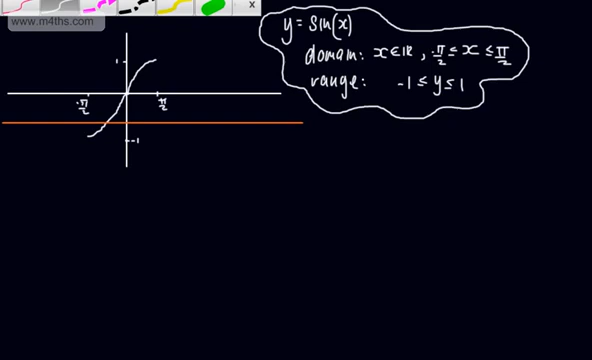 x
www.m4ths.com
y = sin(x)
domain: x ∈ ℝ, -π/2 ≤ x ≤ π/2
range: -1 ≤ y ≤ 1
1
-π/2
π/2
-1